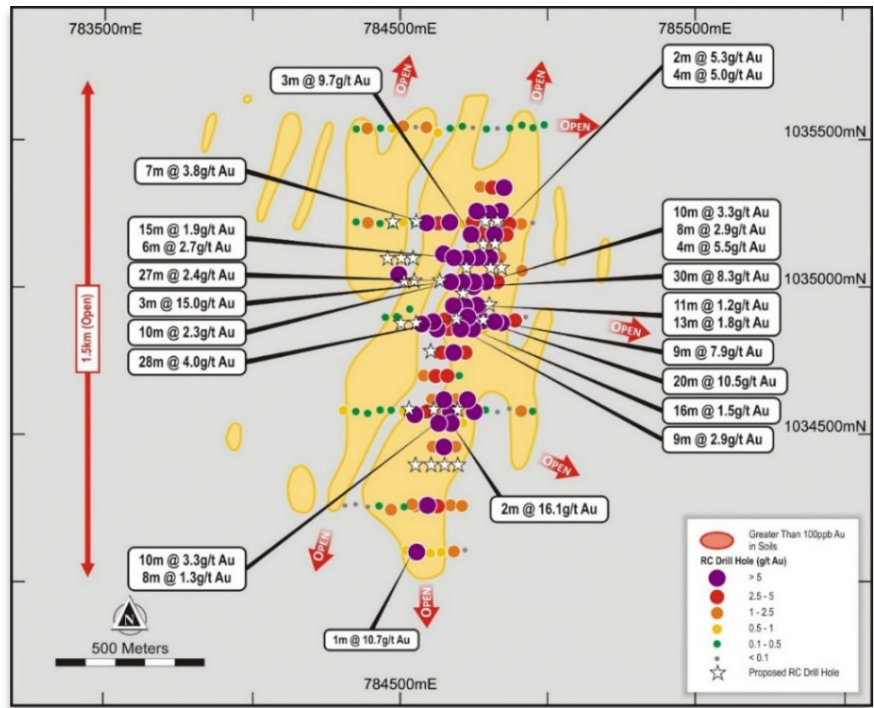 783500mE
784500mE
785500mE
2m @ 5.3g/t Au
4m @ 5.0g/t Au
3m @ 9.7g/t Au
OPEN
OPEN
OPEN
1035500mN
7m @ 3.8g/t Au
15m @ 1.9g/t Au
6m @ 2.7g/t Au
10m @ 3.3g/t Au
8m @ 2.9g/t Au
4m @ 5.5g/t Au
27m @ 2.4g/t Au
30m @ 8.3g/t Au
1035000mN
3m @ 15.0g/t Au
11m @ 1.2g/t Au
13m @ 1.8g/t Au
10m @ 2.3g/t Au
OPEN
1.5km (Open)
9m @ 7.9g/t Au
28m @ 4.0g/t Au
20m @ 10.5g/t Au
16m @ 1.5g/t Au
1034500mN
9m @ 2.9g/t Au
OPEN
2m @ 16.1g/t Au
OPEN
10m @ 3.3g/t Au
8m @ 1.3g/t Au
OPEN
1m @ 10.7g/t Au
N
500 Meters
784500mE
Greater Than 100ppb Au
in Soils
RC Drill Hole (g/t Au)
> 5
2.5 - 5
1 - 2.5
0.5 - 1
0.1 - 0.5
< 0.1
Proposed RC Drill Hole